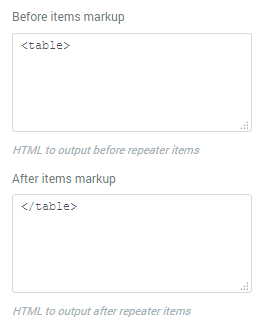 Before items markup
<table>
HTML to output before repeater items
After items markup
</table>
HTML to output after repeater items